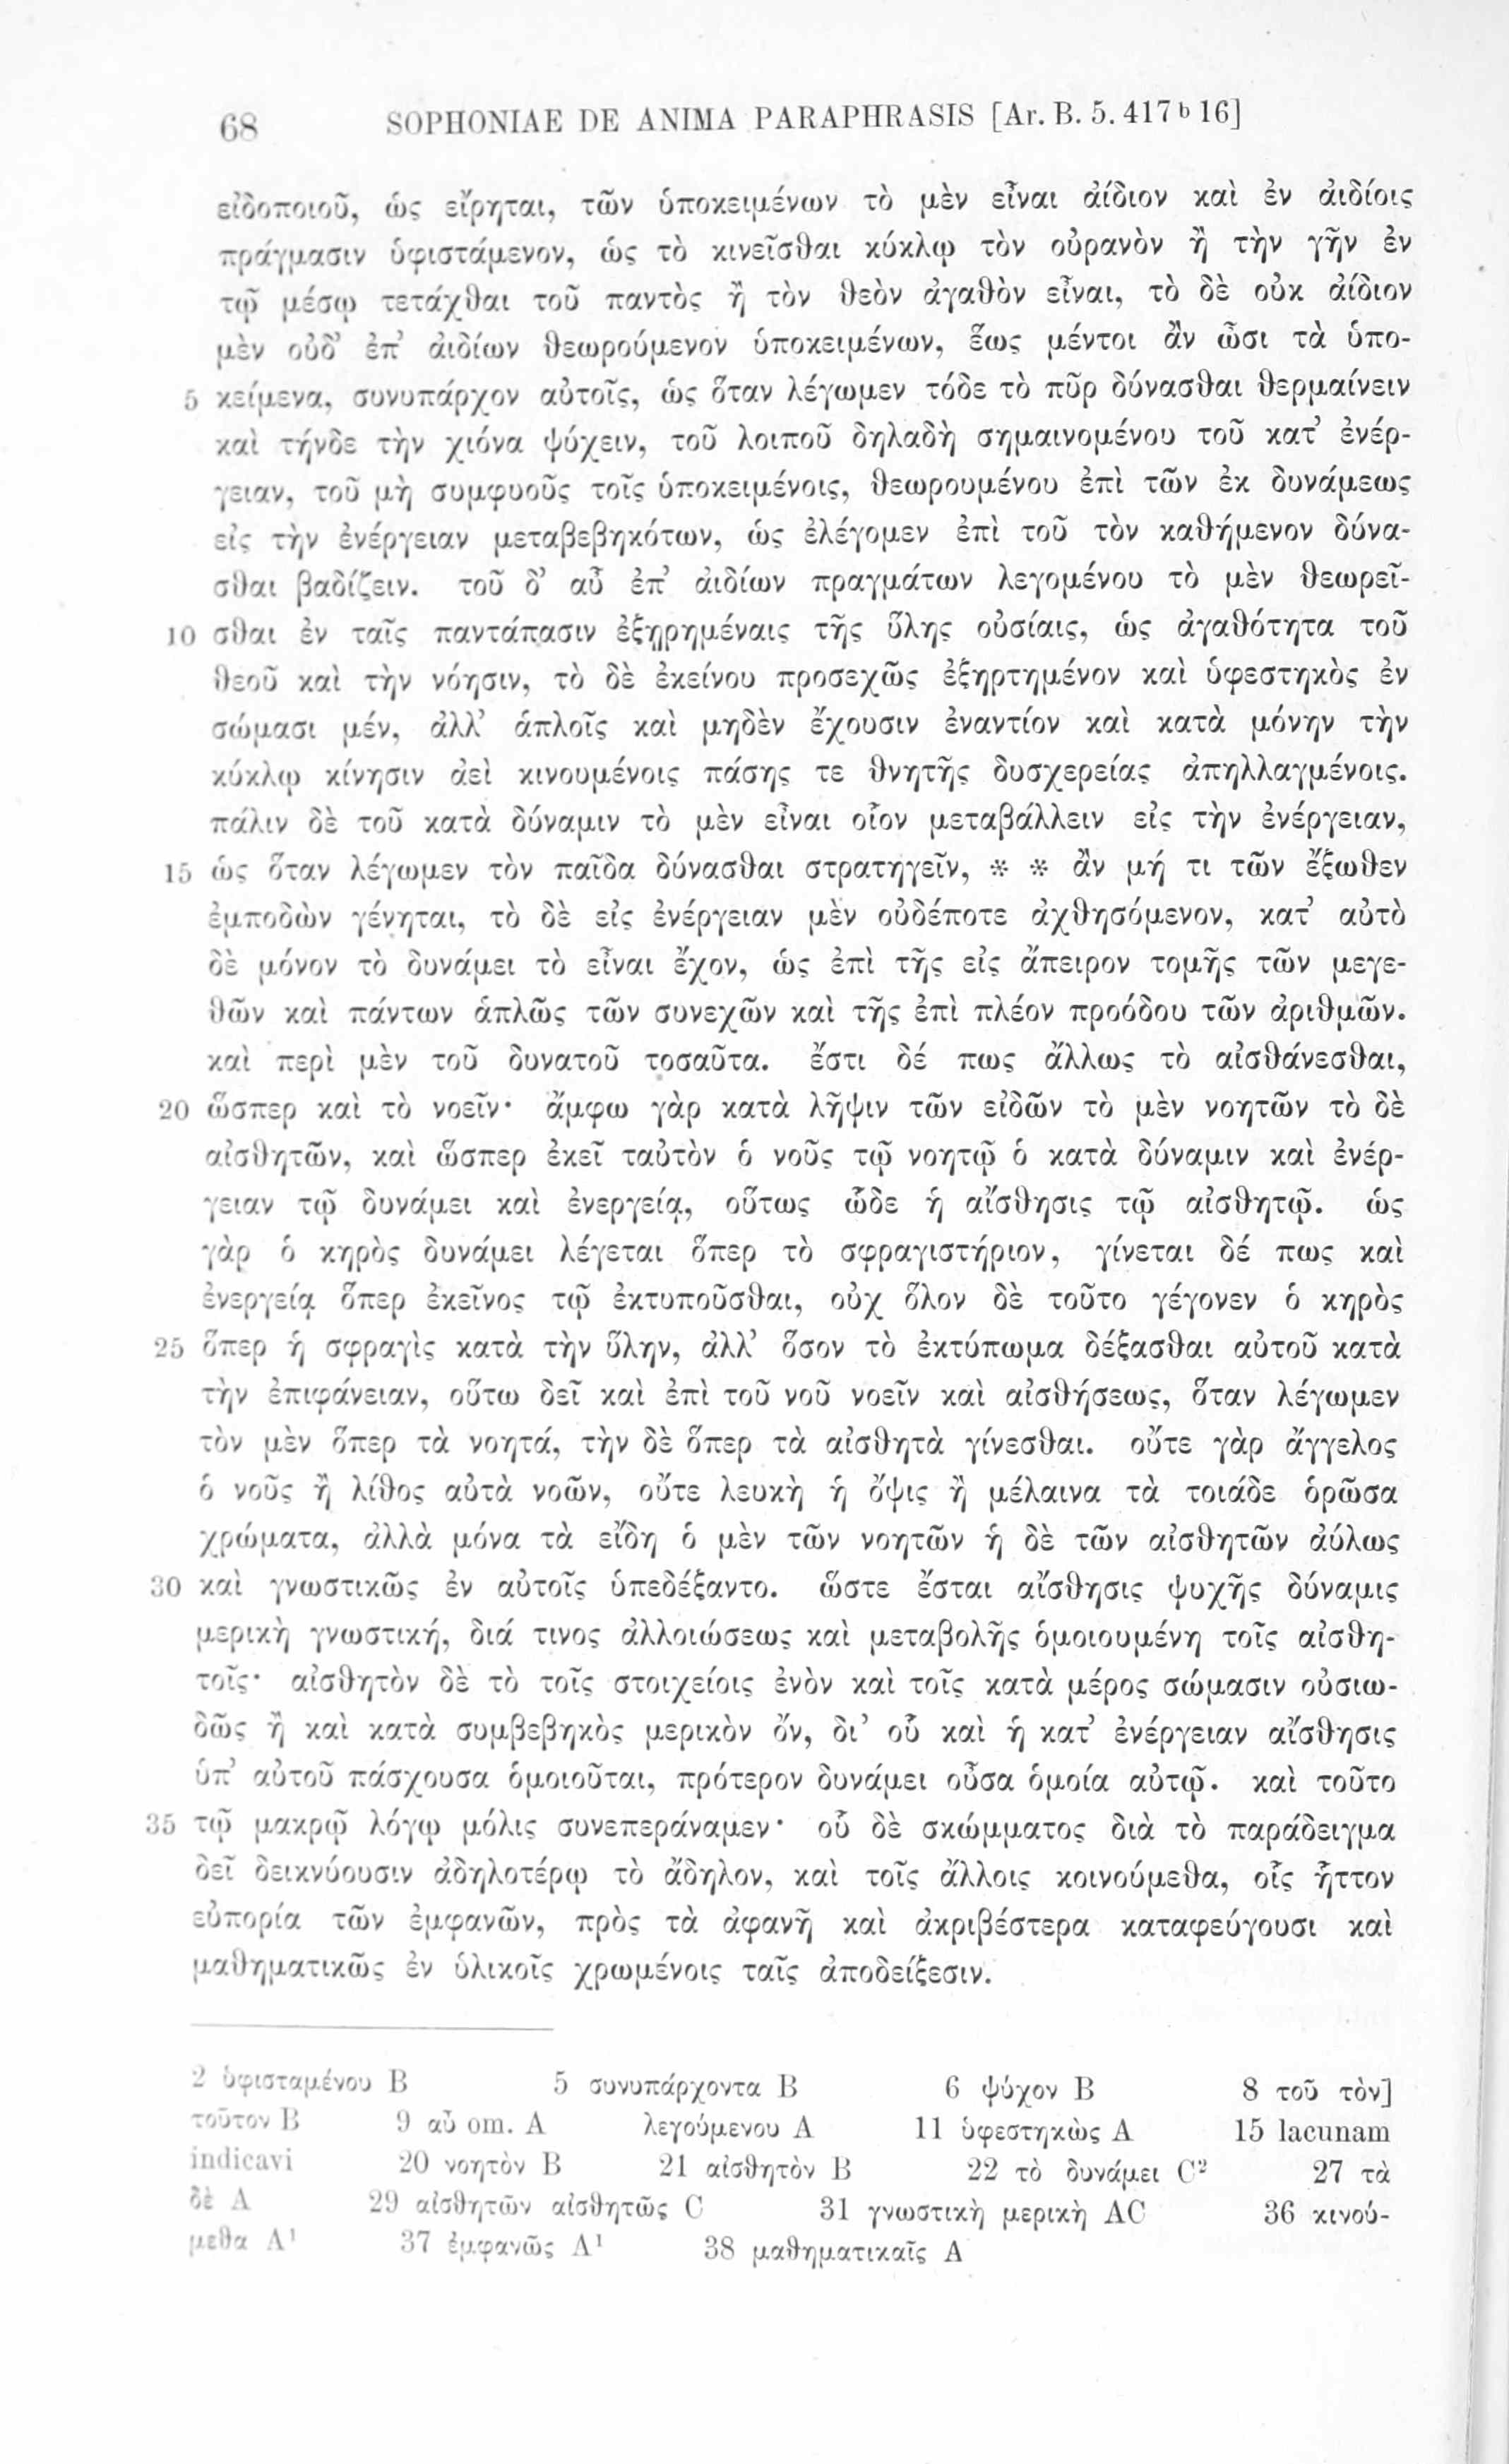 68 SOPHONIAE DE ANIMA PARAPHRASIS [Ar. B. 5. 417ᵇ 16]
εἰδοποιοῦ, ὡς εἴρηται, τῶν ὑποκειμένων τὸ μὲν εἶναι ἀίδιον καὶ ἐν ἀιδίοις
πράγμασιν ὑφιστάμενον, ὡς τὸ κινεῖσθαι κύκλῳ τὸν οὐρανὸν ἢ τὴν γῆν ἐν
τῷ μέσῳ τετάχθαι τοῦ παντὸς ἢ τὸν θεὸν ἀγαθὸν εἶναι, τὸ δὲ οὐκ ἀίδιον
μὲν οὐδ’ ἐπ’ ἀιδίων θεωρούμενον ὑποκειμένων, ἕως μέντοι ἂν ὦσι τὰ ὑπο-
5 κείμενα, συνυπάρχον αὐτοῖς, ὡς ὅταν λέγωμεν τόδε τὸ πῦρ δύνασθαι θερμαίνειν
καὶ τήνδε τὴν χιόνα ψύχειν, τοῦ λοιποῦ δηλαδὴ σημαινομένου τοῦ κατ’ ἐνέρ-
γειαν, τοῦ μὴ συμφυοῦς τοῖς ὑποκειμένοις, θεωρουμένου ἐπὶ τῶν ἐκ δυνάμεως
εἰς τὴν ἐνέργειαν μεταβεβηκότων, ὡς ἐλέγομεν ἐπὶ τοῦ τὸν καθήμενον δύνα-
σθαι βαδίζειν. τοῦ δ’ αὖ ἐπ’ ἀιδίων πραγμάτων λεγομένου τὸ μὲν θεωρεῖ-
10 σθαι ἐν ταῖς παντάπασιν ἐξῃρημέναις τῆς ὕλης οὐσίαις, ὡς ἀγαθότητα τοῦ
θεοῦ καὶ τὴν νόησιν, τὸ δὲ ἐκείνου προσεχῶς ἐξηρτημένον καὶ ὑφεστηκὸς ἐν
σώμασι μέν, ἀλλ’ ἁπλοῖς καὶ μηδὲν ἔχουσιν ἐναντίον καὶ κατὰ μόνην τὴν
κύκλῳ κίνησιν ἀεὶ κινουμένοις πάσης τε θνητῆς δυσχερείας ἀπηλλαγμένοις.
πάλιν δὲ τοῦ κατὰ δύναμιν τὸ μὲν εἶναι οἷον μεταβάλλειν εἰς τὴν ἐνέργειαν,
15 ὡς ὅταν λέγωμεν τὸν παῖδα δύνασθαι στρατηγεῖν, * * ἂν μή τι τῶν ἔξωθεν
ἐμποδὼν γένηται, τὸ δὲ εἰς ἐνέργειαν μὲν οὐδέποτε ἀχθησόμενον, κατ’ αὐτὸ
δὲ μόνον τὸ δυνάμει τὸ εἶναι ἔχον, ὡς ἐπὶ τῆς εἰς ἄπειρον τομῆς τῶν μεγε-
θῶν καὶ πάντων ἁπλῶς τῶν συνεχῶν καὶ τῆς ἐπὶ πλέον προόδου τῶν ἀριθμῶν.
καὶ περὶ μὲν τοῦ δυνατοῦ τοσαῦτα. ἔστι δέ πως ἄλλως τὸ αἰσθάνεσθαι,
20 ὥσπερ καὶ τὸ νοεῖν· ἄμφω γὰρ κατὰ λῆψιν τῶν εἰδῶν τὸ μὲν νοητῶν τὸ δὲ
αἰσθητῶν, καὶ ὥσπερ ἐκεῖ ταὐτὸν ὁ νοῦς τῷ νοητῷ ὁ κατὰ δύναμιν καὶ ἐνέρ-
γειαν τῷ δυνάμει καὶ ἐνεργείᾳ, οὕτως ὧδε ἡ αἴσθησις τῷ αἰσθητῷ. ὡς
γὰρ ὁ κηρὸς δυνάμει λέγεται ὅπερ τὸ σφραγιστήριον, γίνεται δέ πως καὶ
ἐνεργείᾳ ὅπερ ἐκεῖνος τῷ ἐκτυποῦσθαι, οὐχ ὅλον δὲ τοῦτο γέγονεν ὁ κηρὸς
25 ὅπερ ἡ σφραγὶς κατὰ τὴν ὕλην, ἀλλ’ ὅσον τὸ ἐκτύπωμα δέξασθαι αὐτοῦ κατὰ
τὴν ἐπιφάνειαν, οὕτω δεῖ καὶ ἐπὶ τοῦ νοῦ νοεῖν καὶ αἰσθήσεως, ὅταν λέγωμεν
τὸν μὲν ὅπερ τὰ νοητά, τὴν δὲ ὅπερ τὰ αἰσθητὰ γίνεσθαι. οὔτε γὰρ ἄγγελος
ὁ νοῦς ἢ λίθος αὐτὰ νοῶν, οὔτε λευκὴ ἡ ὄψις ἢ μέλαινα τὰ τοιάδε ὁρῶσα
χρώματα, ἀλλὰ μόνα τὰ εἴδη ὁ μὲν τῶν νοητῶν ἡ δὲ τῶν αἰσθητῶν ἀύλως
30 καὶ γνωστικῶς ἐν αὑτοῖς ὑπεδέξαντο. ὥστε ἔσται αἴσθησις ψυχῆς δύναμις
μερικὴ γνωστική, διά τινος ἀλλοιώσεως καὶ μεταβολῆς ὁμοιουμένη τοῖς αἰσθη-
τοῖς· αἰσθητὸν δὲ τὸ τοῖς στοιχείοις ἐνὸν καὶ τοῖς κατὰ μέρος σώμασιν οὐσιω-
δῶς ἢ καὶ κατὰ συμβεβηκὸς μερικὸν ὄν, δι’ οὗ καὶ ἡ κατ’ ἐνέργειαν αἴσθησις
ὑπ’ αὐτοῦ πάσχουσα ὁμοιοῦται, πρότερον δυνάμει οὖσα ὁμοία αὐτῷ. καὶ τοῦτο
35 τῷ μακρῷ λόγῳ μόλις συνεπεράναμεν· οὗ δὲ σκώμματος διὰ τὸ παράδειγμα
δεῖ δεικνύουσιν ἀδηλοτέρῳ τὸ ἄδηλον, καὶ τοῖς ἄλλοις κοινούμεθα, οἷς ἧττον
εὐπορία τῶν ἐμφανῶν, πρὸς τὰ ἀφανῆ καὶ ἀκριβέστερα καταφεύγουσι καὶ
μαθηματικῶς ἐν ὑλικοῖς χρωμένοις ταῖς ἀποδείξεσιν.
2 ὑφισταμένου B 5 συνυπάρχοντα B 6 ψύχον B 8 τοῦ τὸν]
τοῦτον B 9 αὖ om. A λεγούμενου A 11 ὑφεστηκὼς A 15 lacunam
indicavi 20 νοητὸν B 21 αἰσθητὸν B 22 τὸ δυνάμει C² 27 τὰ
δὲ A 29 αἰσθητῶν αἰσθητῶς C 31 γνωστικὴ μερικὴ AC 36 κινού-
μεθα A¹ 37 ἐμφανῶς A¹ 38 μαθηματικαῖς A